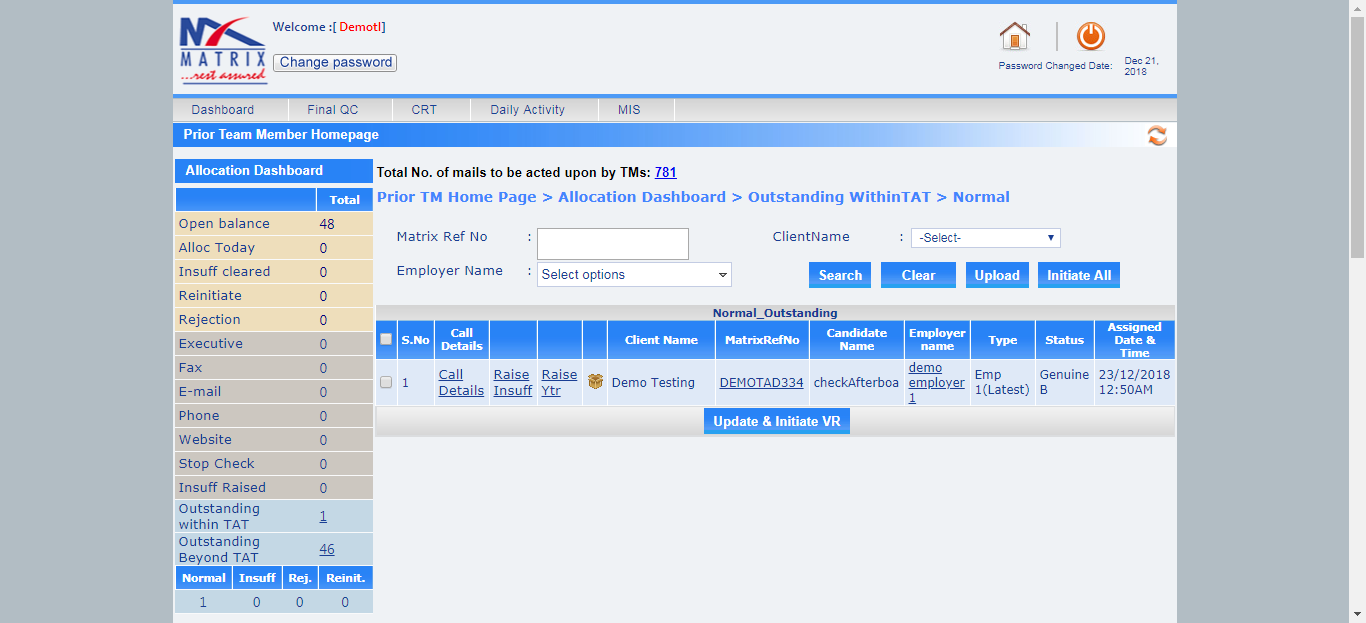 MATRIX
...rest assured
Welcome :[ Demotl]
Change password
Password Changed Date: Dec 21, 2018
Dashboard Final QC CRT Daily Activity MIS
Prior Team Member Homepage
Allocation Dashboard
Total
Open balance 48
Alloc Today 0
Insuff cleared 0
Reinitiate 0
Rejection 0
Executive 0
Fax 0
E-mail 0
Phone 0
Website 0
Stop Check 0
Insuff Raised 0
Outstanding within TAT 1
Outstanding Beyond TAT 46
Normal Insuff Rej. Reinit.
1 0 0 0
Total No. of mails to be acted upon by TMs: 781
Prior TM Home Page > Allocation Dashboard > Outstanding WithinTAT > Normal
Matrix Ref No :
ClientName : -Select-
Employer Name : Select options
Search Clear Upload Initiate All
Normal_Outstanding
S.No Call Details Client Name MatrixRefNo Candidate Name Employer name Type Status Assigned Date & Time
1 Call Details Raise Insuff Raise Ytr Demo Testing DEMOTAD334 checkAfterboa demo employer 1 Emp 1(Latest) Genuine B 23/12/2018 12:50AM
Update & Initiate VR